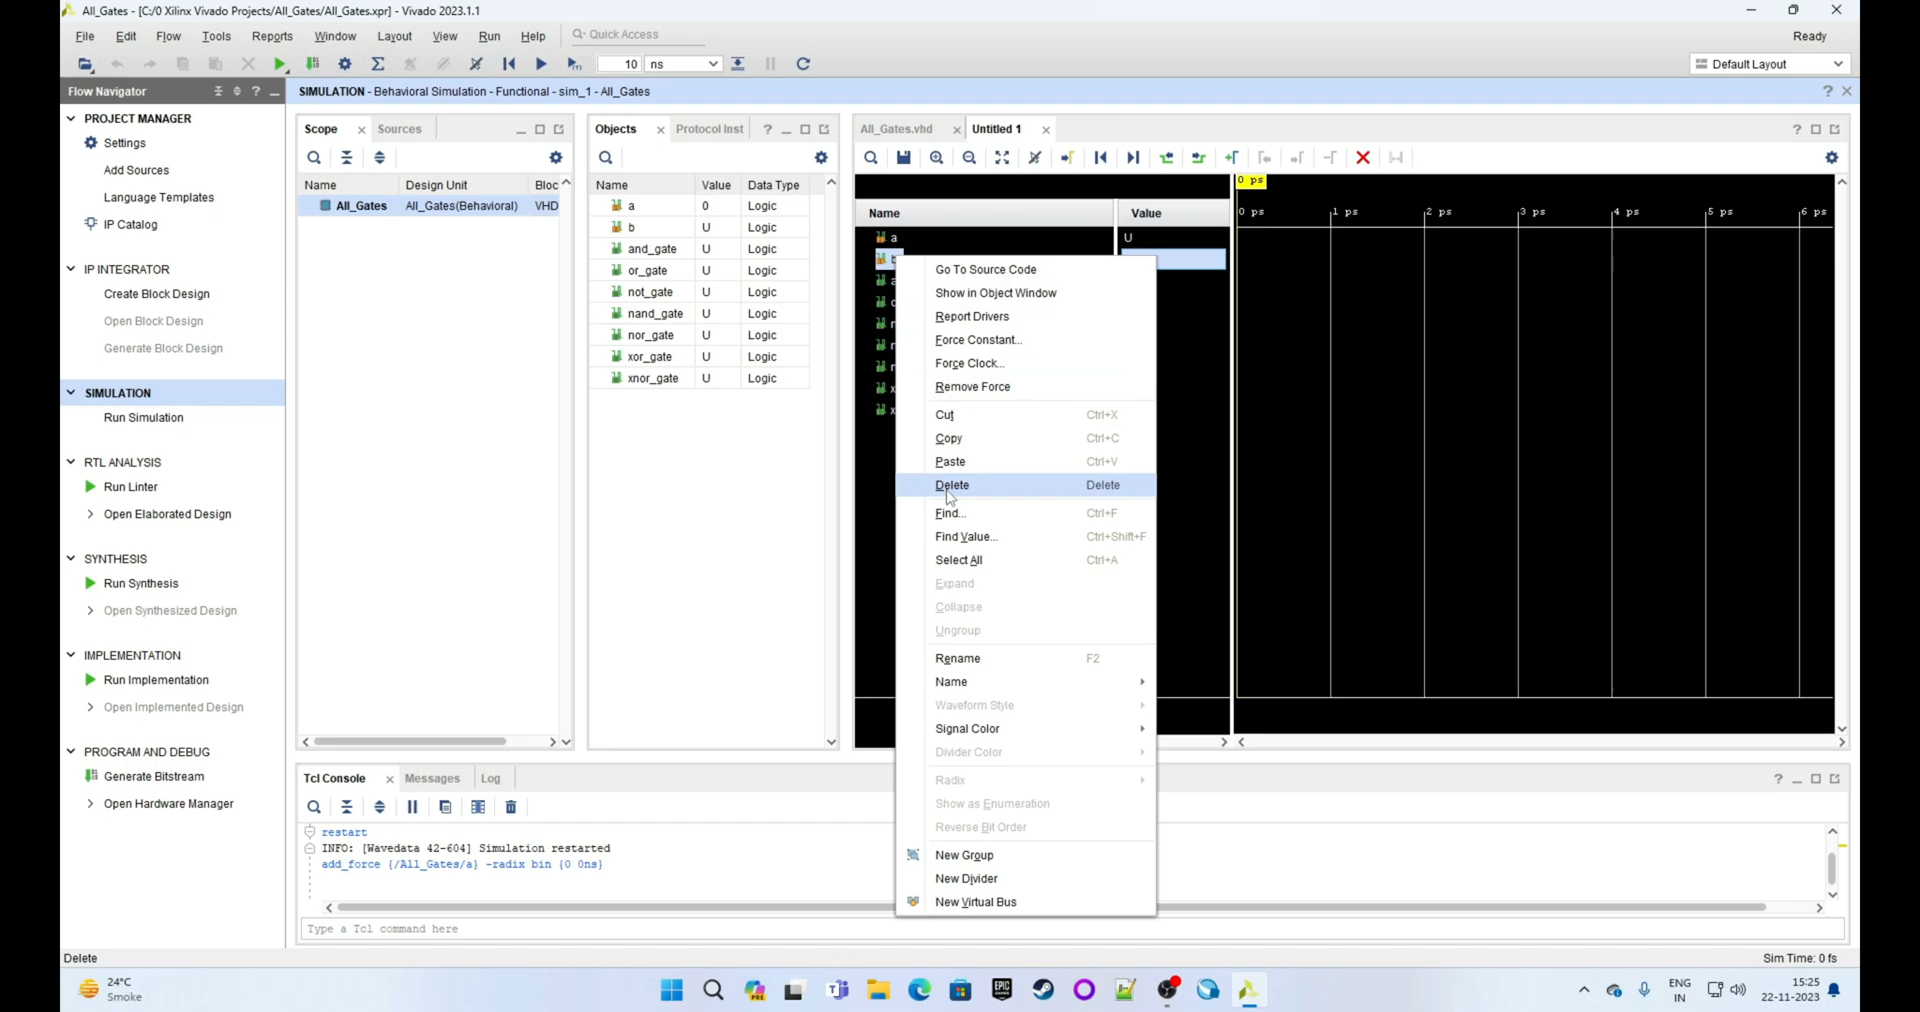 All_Gates - [C:/0 Xilinx Vivado Projects/All_Gates/All_Gates.xpr] - Vivado 2023.1.1
File Edit Flow Tools Reports Window Layout View Run Help Quick Access
Ready
10 ns
Default Layout
Flow Navigator
SIMULATION - Behavioral Simulation - Functional - sim_1 - All_Gates
PROJECT MANAGER
Settings
Add Sources
Language Templates
IP Catalog
IP INTEGRATOR
Create Block Design
Open Block Design
Generate Block Design
SIMULATION
Run Simulation
RTL ANALYSIS
Run Linter
Open Elaborated Design
SYNTHESIS
Run Synthesis
Open Synthesized Design
IMPLEMENTATION
Run Implementation
Open Implemented Design
PROGRAM AND DEBUG
Generate Bitstream
Open Hardware Manager
Scope Sources
Name Design Unit Bloc
All_Gates All_Gates(Behavioral) VHD
Objects Protocol Inst
Name Value Data Type
a 0 Logic
b U Logic
and_gate U Logic
or_gate U Logic
not_gate U Logic
nand_gate U Logic
nor_gate U Logic
xor_gate U Logic
xnor_gate U Logic
All_Gates.vhd Untitled 1
0 ps
Name Value
0 ps 1 ps 2 ps 3 ps 4 ps 5 ps 6 ps
a U
Go To Source Code
Show in Object Window
Report Drivers
Force Constant...
Force Clock...
Remove Force
Cut Ctrl+X
Copy Ctrl+C
Paste Ctrl+V
Delete Delete
Find... Ctrl+F
Find Value... Ctrl+Shift+F
Select All Ctrl+A
Expand
Collapse
Ungroup
Rename F2
Name
Waveform Style
Signal Color
Divider Color
Radix
Show as Enumeration
Reverse Bit Order
New Group
New Divider
New Virtual Bus
Tcl Console Messages Log
restart
INFO: [Wavedata 42-604] Simulation restarted
add_force {/All_Gates/a} -radix bin {0 0ns}
Type a Tcl command here
Delete
Sim Time: 0 fs
24°C
Smoke
PRE
EPIC GAMES
ENG
IN
15:25
22-11-2023